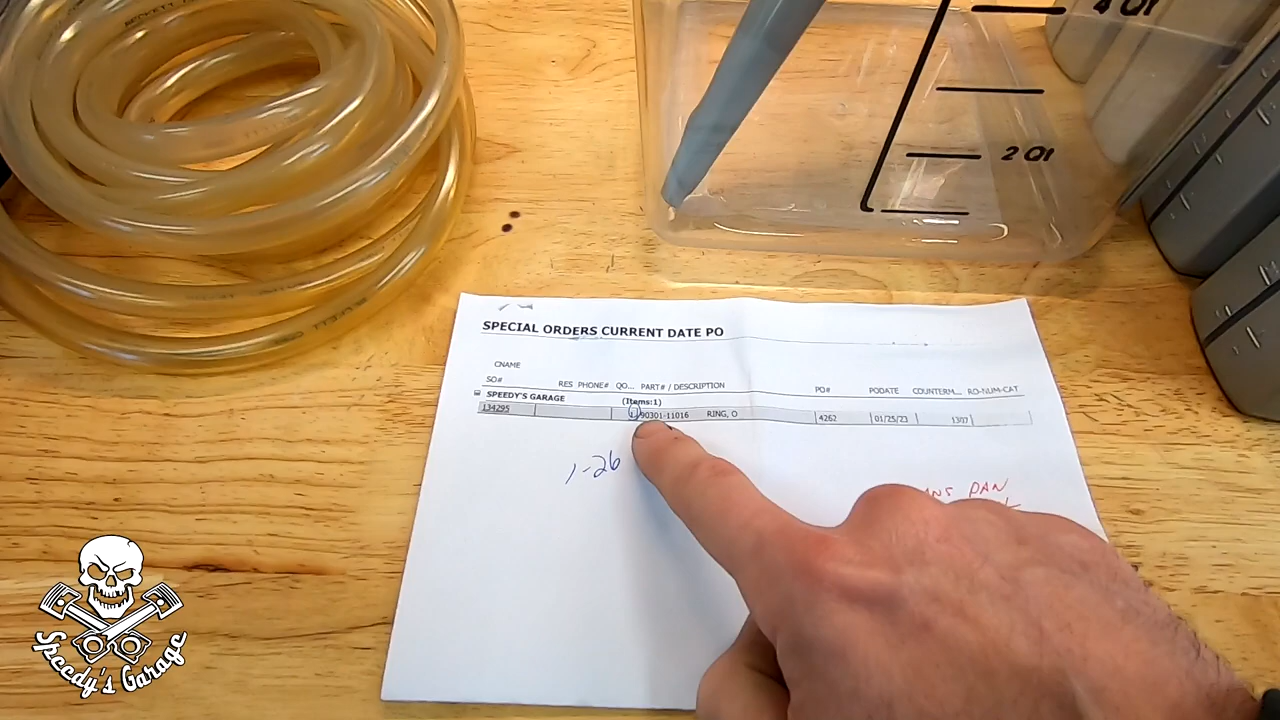 BECKETT
4 Qt
2 Qt
SPECIAL ORDERS CURRENT DATE PO
CNAME
SO# RES PHONE# QO... PART# / DESCRIPTION PO# PODATE COUNTERM... RO-NUM-CAT
SPEEDY'S GARAGE (Items:1)
134295 1 90301-11016 RING, O 4262 01/25/23 1307
1-26
PAN
Speedy's Garage